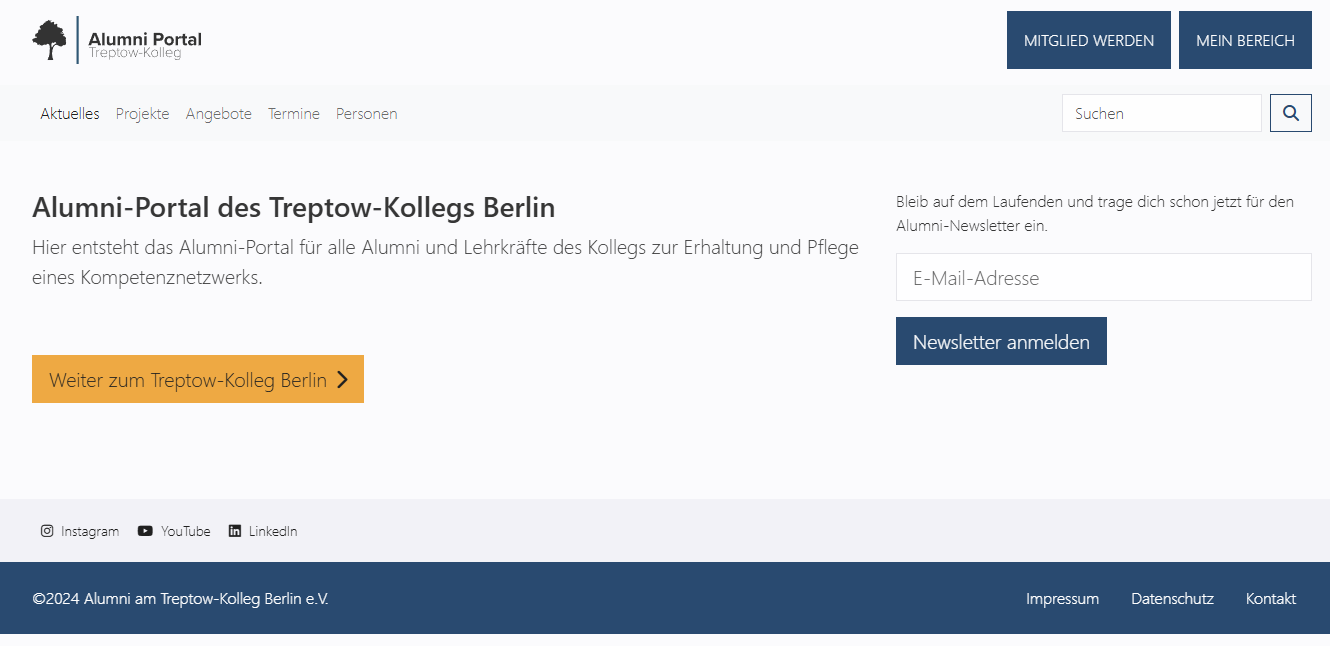 Alumni Portal
Treptow-Kolleg
MITGLIED WERDEN
MEIN BEREICH
Aktuelles Projekte Angebote Termine Personen
Suchen
Alumni-Portal des Treptow-Kollegs Berlin
Hier entsteht das Alumni-Portal für alle Alumni und Lehrkräfte des Kollegs zur Erhaltung und Pflege
eines Kompetenznetzwerks.
Weiter zum Treptow-Kolleg Berlin
Bleib auf dem Laufenden und trage dich schon jetzt für den
Alumni-Newsletter ein.
E-Mail-Adresse
Newsletter anmelden
Instagram YouTube LinkedIn
©2024 Alumni am Treptow-Kolleg Berlin e.V.
Impressum Datenschutz Kontakt